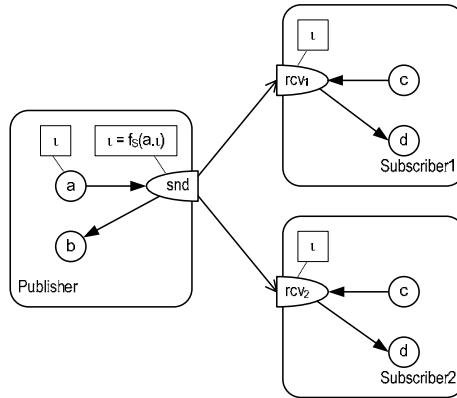 ι
rcv₁
c
d
Subscriber1
ι
ι = fₛ(a.ι)
a
snd
b
Publisher
ι
rcv₂
c
d
Subscriber2